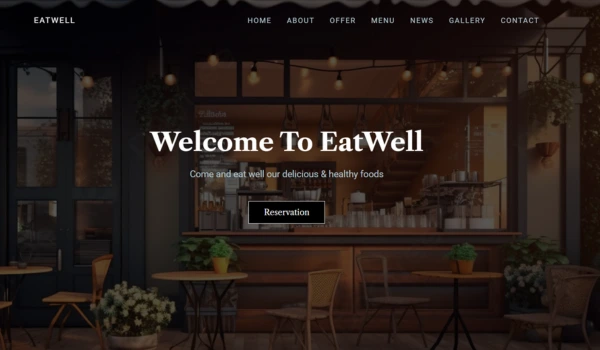 EATWELL
HOME ABOUT OFFER MENU NEWS GALLERY CONTACT
Welcome To EatWell
Come and eat well our delicious & healthy foods
Reservation